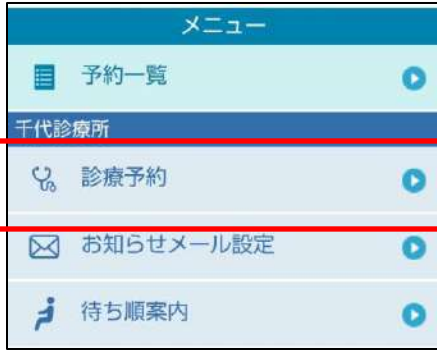 メニュー
予約一覧
千代診療所
診療予約
お知らせメール設定
待ち順案内